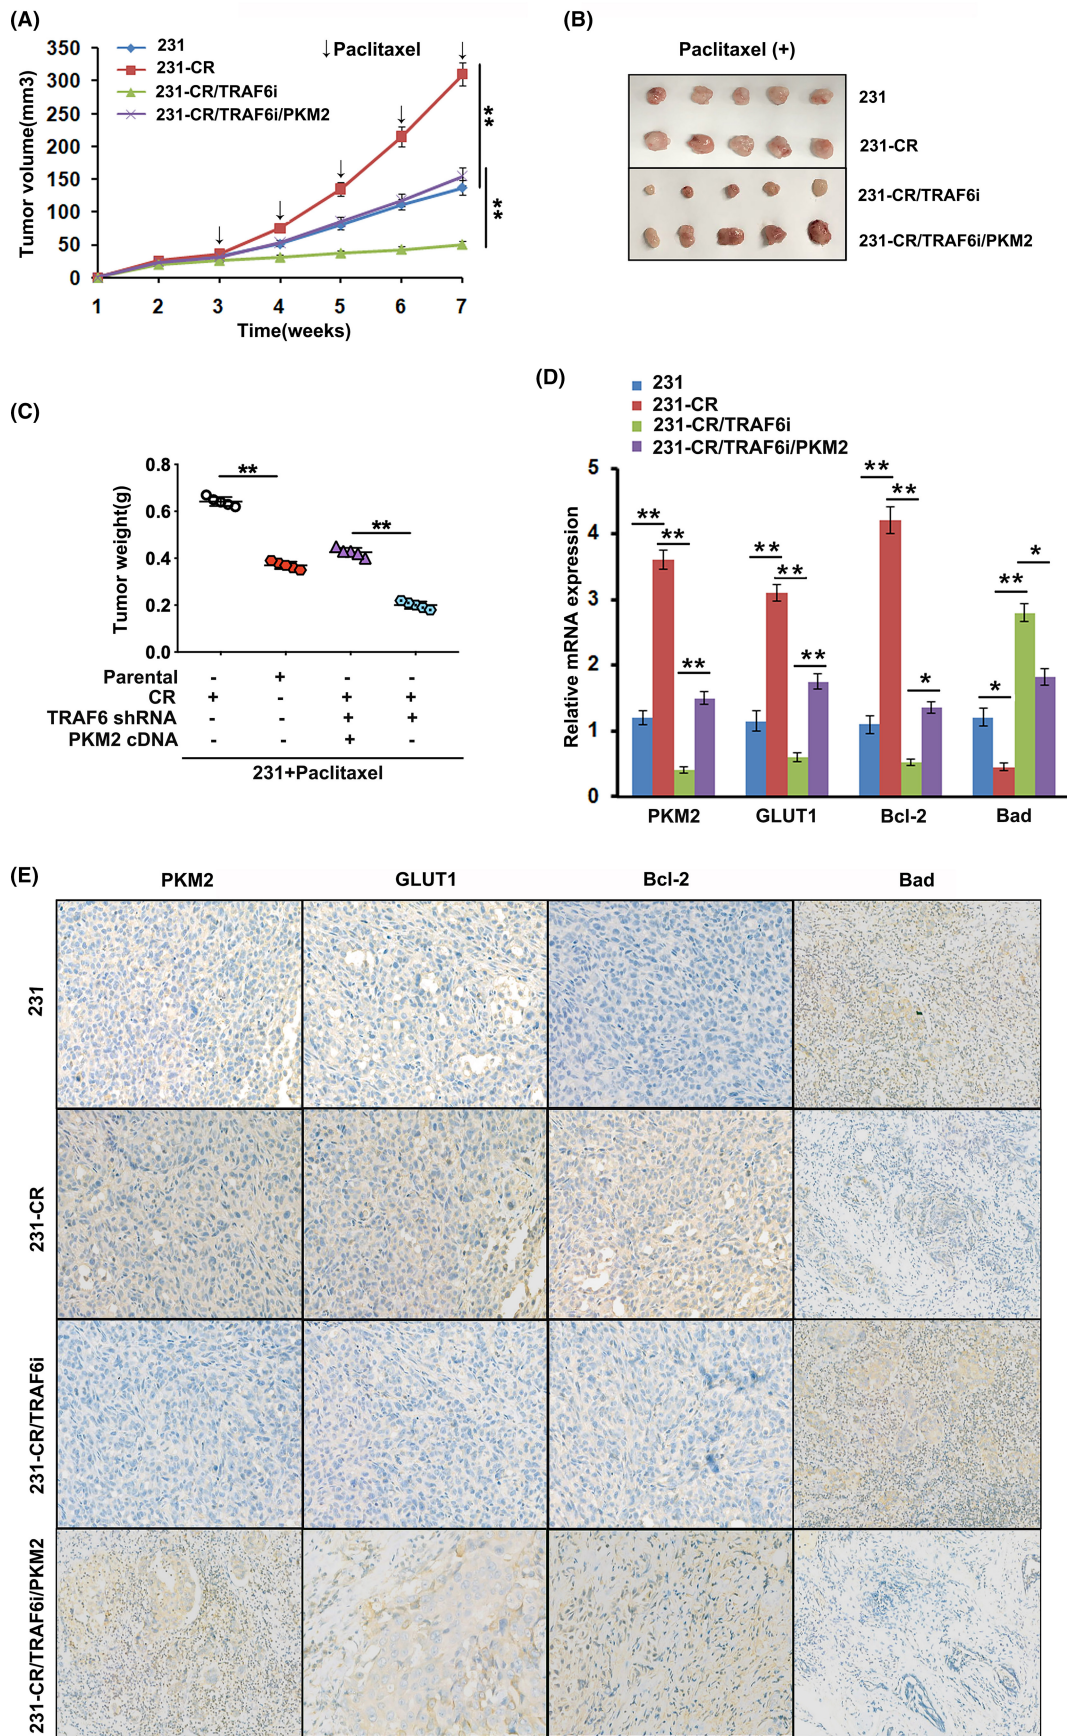 (A)
350
300
250
200
150
100
50
0
Tumor volume(mm3)
231
231-CR
231-CR/TRAF6i
231-CR/TRAF6i/PKM2
↓Paclitaxel
**
**
1 2 3 4 5 6 7
Time(weeks)
(B)
Paclitaxel (+)
231
231-CR
231-CR/TRAF6i
231-CR/TRAF6i/PKM2
(C)
Tumor weight(g)
0.8
0.6
0.4
0.2
0.0
**
**
Parental - + - -
CR + - + +
TRAF6 shRNA - - + +
PKM2 cDNA - - + -
231+Paclitaxel
(D)
231
231-CR
231-CR/TRAF6i
231-CR/TRAF6i/PKM2
Relative mRNA expression
5
4
3
2
1
0
** ** **
** ** **
** ** *
* ** *
PKM2 GLUT1 Bcl-2 Bad
(E)
PKM2 GLUT1 Bcl-2 Bad
231
231-CR
231-CR/TRAF6i
231-CR/TRAF6i/PKM2